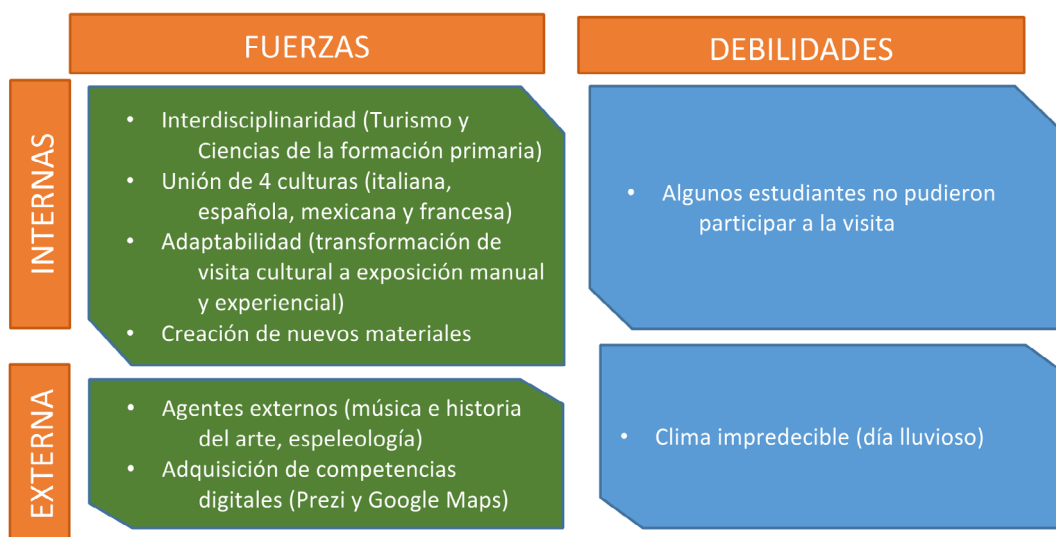 FUERZAS
DEBILIDADES
INTERNAS
• Interdisciplinaridad (Turismo y
Ciencias de la formación primaria)
• Unión de 4 culturas (italiana,
española, mexicana y francesa)
• Adaptabilidad (transformación de
visita cultural a exposición manual
y experiencial)
• Creación de nuevos materiales
• Algunos estudiantes no pudieron
participar a la visita
EXTERNA
• Agentes externos (música e historia
del arte, espeleología)
• Adquisición de competencias
digitales (Prezi y Google Maps)
• Clima impredecible (día lluvioso)